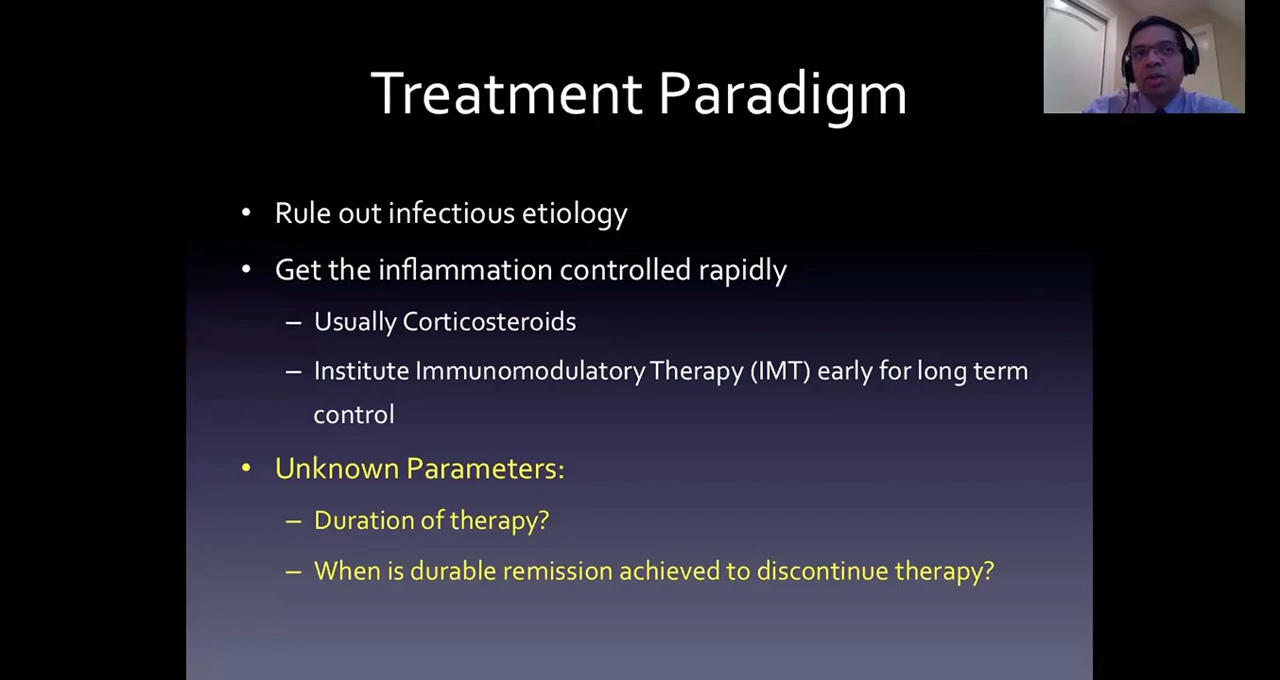 Treatment Paradigm
• Rule out infectious etiology
• Get the inflammation controlled rapidly
– Usually Corticosteroids
– Institute Immunomodulatory Therapy (IMT) early for long term
control
• Unknown Parameters:
– Duration of therapy?
– When is durable remission achieved to discontinue therapy?